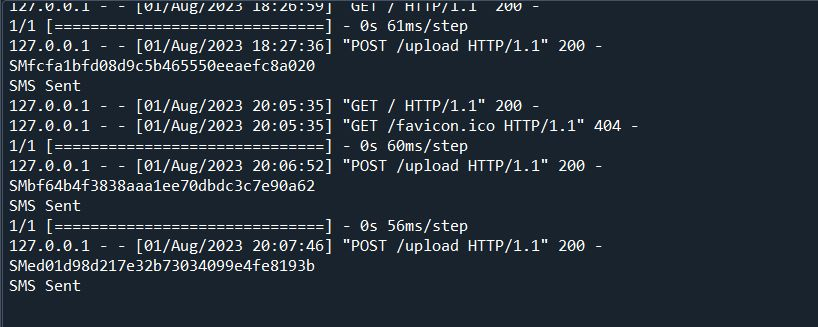 127.0.0.1 - - [01/Aug/2023 18:26:59] "GET / HTTP/1.1" 200 -
1/1 [==============================] - 0s 61ms/step
127.0.0.1 - - [01/Aug/2023 18:27:36] "POST /upload HTTP/1.1" 200 -
SMfcfa1bfd08d9c5b465550eeaefc8a020
SMS Sent
127.0.0.1 - - [01/Aug/2023 20:05:35] "GET / HTTP/1.1" 200 -
127.0.0.1 - - [01/Aug/2023 20:05:35] "GET /favicon.ico HTTP/1.1" 404 -
1/1 [==============================] - 0s 60ms/step
127.0.0.1 - - [01/Aug/2023 20:06:52] "POST /upload HTTP/1.1" 200 -
SMbf64b4f3838aaa1ee70dbdc3c7e90a62
SMS Sent
1/1 [==============================] - 0s 56ms/step
127.0.0.1 - - [01/Aug/2023 20:07:46] "POST /upload HTTP/1.1" 200 -
SMed01d98d217e32b73034099e4fe8193b
SMS Sent